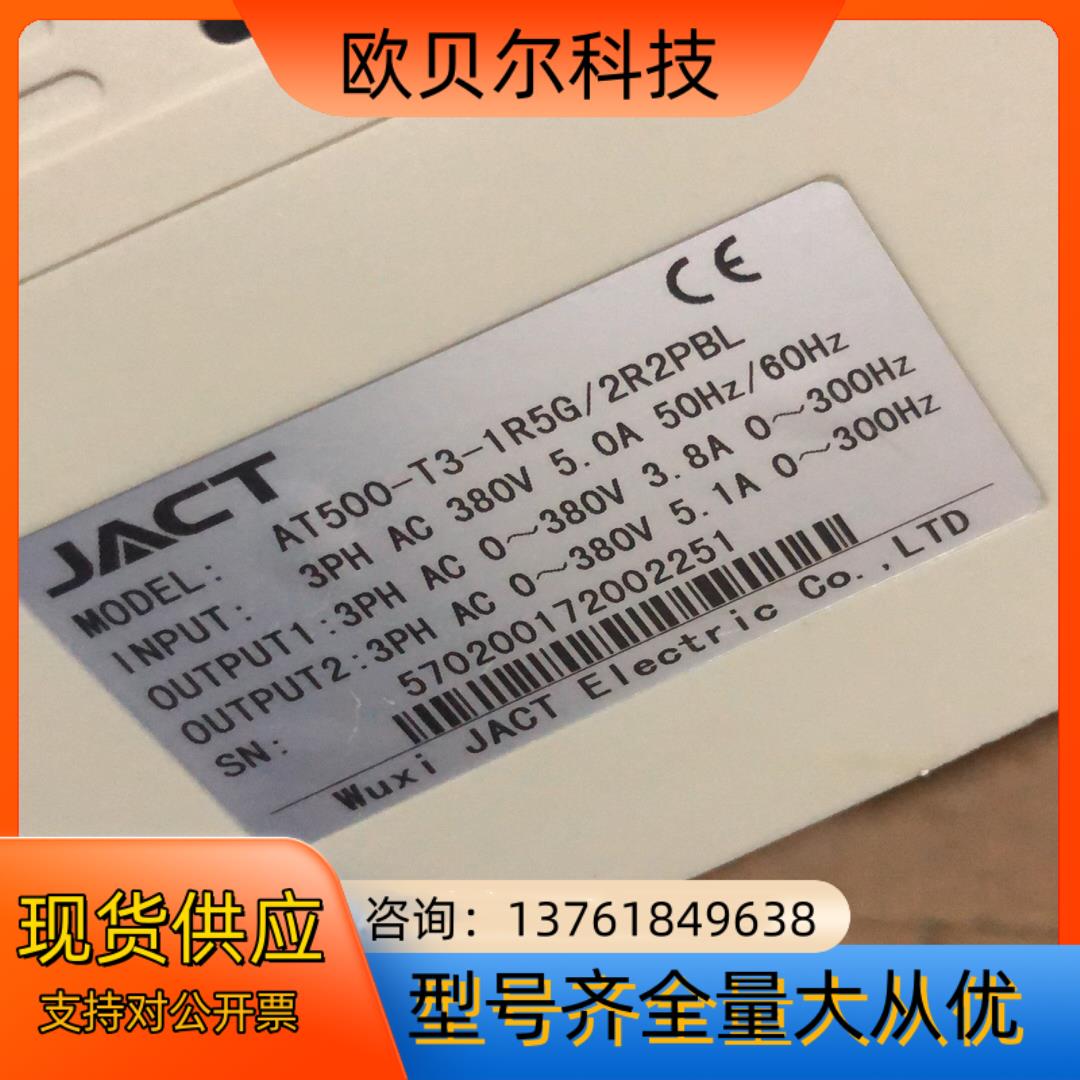 欧贝尔科技
CE
JACT
MODEL: AT500-T3-1R5G/2R2PBL
INPUT: 3PH AC 380V 5.0A 50Hz/60Hz
OUTPUT1:3PH AC 0~380V 3.8A 0~300Hz
OUTPUT2:3PH AC 0~380V 5.1A 0~300Hz
SN: 570200172002251
Wuxi JACT Electric Co.,LTD
现货供应
支持对公开票
咨询：13761849638
型号齐全量大从优